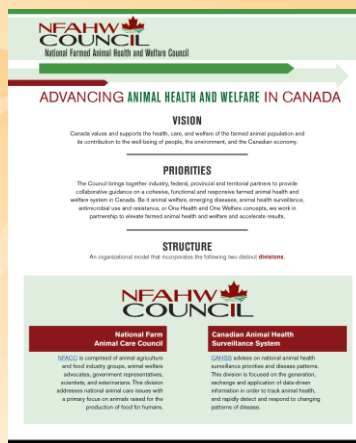 NFAHW
COUNCIL
National Farmed Animal Health and Welfare Council
ADVANCING ANIMAL HEALTH AND WELFARE IN CANADA
VISION
Canada values and supports the health, care, and welfare of the farmed animal population and
its contribution to the well-being of people, the environment, and the Canadian economy.
PRIORITIES
The Council brings together industry, federal, provincial and territorial partners to provide
collaborative guidance on a cohesive, functional and responsive farmed animal health and
welfare system in Canada. Be it animal welfare, emerging diseases, animal health surveillance,
antimicrobial use and resistance, or One Health and One Welfare concepts, we work in
partnership to elevate farmed animal health and welfare and accelerate results.
STRUCTURE
An organizational model that incorporates the following two distinct divisions.
NFAHW
COUNCIL
National Farm
Animal Care Council
NFACC is comprised of animal agriculture
and food industry groups, animal welfare
advocates, government representatives,
scientists, and veterinarians. This division
addresses national animal care issues with
a primary focus on animals raised for the
production of food for humans.
Canadian Animal Health
Surveillance System
CAHSS advises on national animal health
surveillance priorities and disease patterns.
This division is focused on the generation,
exchange and application of data-driven
information in order to track animal health,
and rapidly detect and respond to changing
patterns of disease.